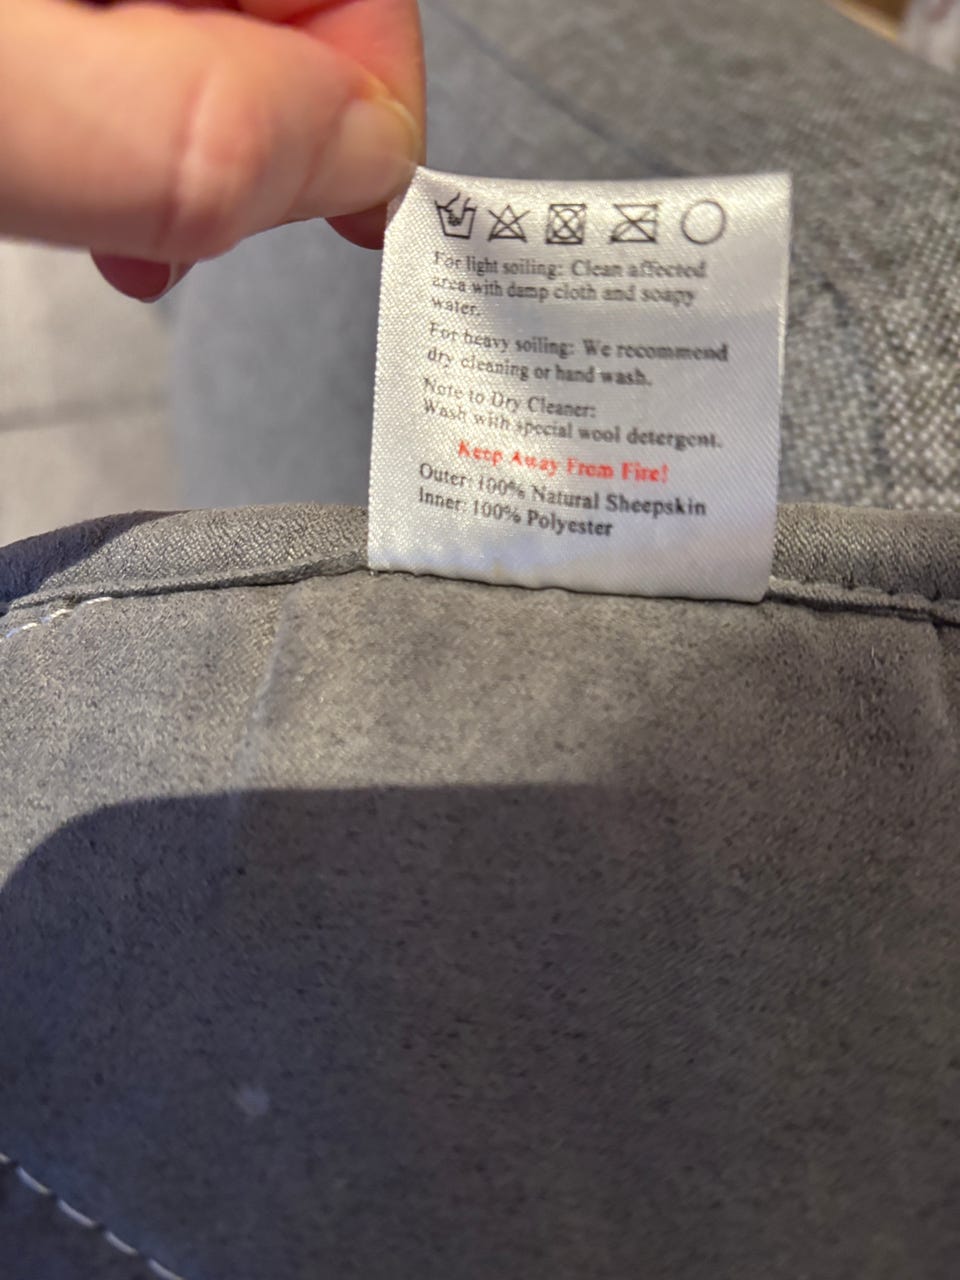 For light soiling: Clean affected
area with damp cloth and soapy
water.
For heavy soiling: We recommend
dry cleaning or hand wash.
Note to Dry Cleaner:
Wash with special wool detergent.
Keep Away From Fire!
Outer: 100% Natural Sheepskin
Inner: 100% Polyester